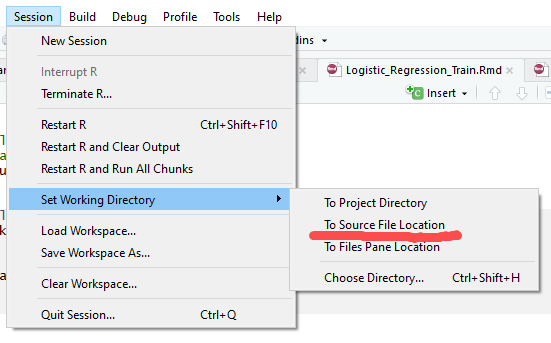 Session Build Debug Profile Tools Help
New Session
Interrupt R
Terminate R...
Restart R Ctrl+Shift+F10
Restart R and Clear Output
Restart R and Run All Chunks
Set Working Directory
Load Workspace...
Save Workspace As...
Clear Workspace...
Quit Session... Ctrl+Q
Logistic_Regression_Train.Rmd
Insert
To Project Directory
To Source File Location
To Files Pane Location
Choose Directory... Ctrl+Shift+H